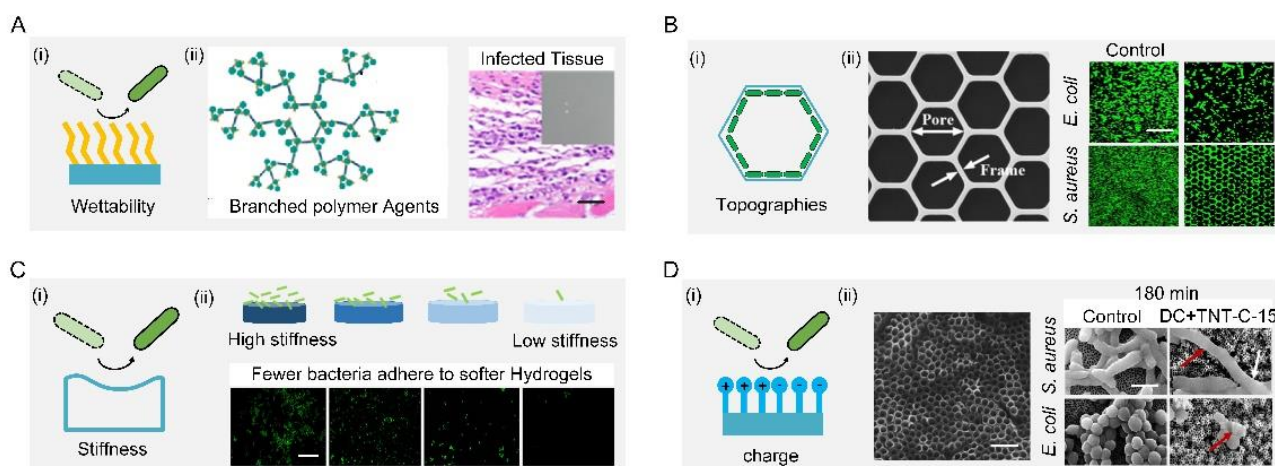 A
(i)
(ii)
Wettability
Branched polymer Agents
Infected Tissue
B
(i)
(ii)
Topographies
Pore
Frame
Control
E. coli
S. aureus
C
(i)
(ii)
Stiffness
High stiffness
Low stiffness
Fewer bacteria adhere to softer Hydrogels
D
(i)
(ii)
+ + + - - -
charge
180 min
Control DC+TNT-C-15
S. aureus
E. coli